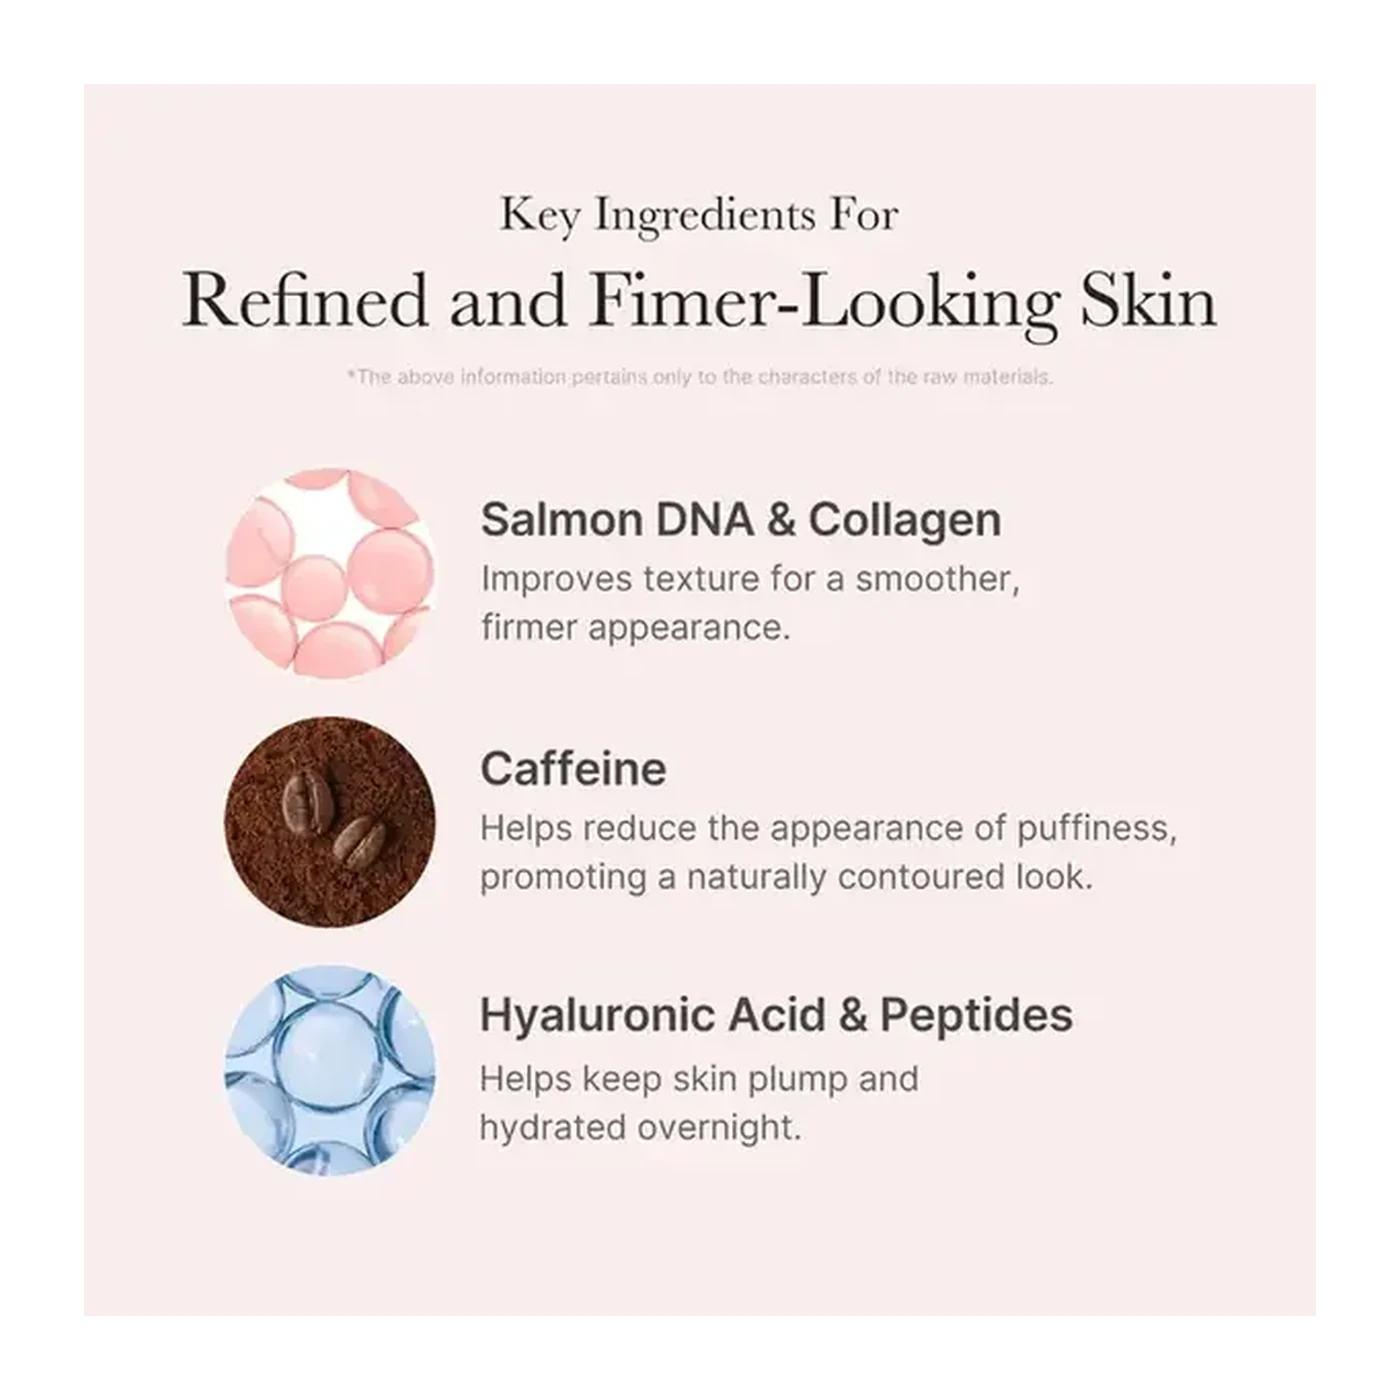 Key Ingredients For
Refined and Fimer-Looking Skin
*The above information pertains only to the characters of the raw materials.
Salmon DNA & Collagen
Improves texture for a smoother,
firmer appearance.
Caffeine
Helps reduce the appearance of puffiness,
promoting a naturally contoured look.
Hyaluronic Acid & Peptides
Helps keep skin plump and
hydrated overnight.